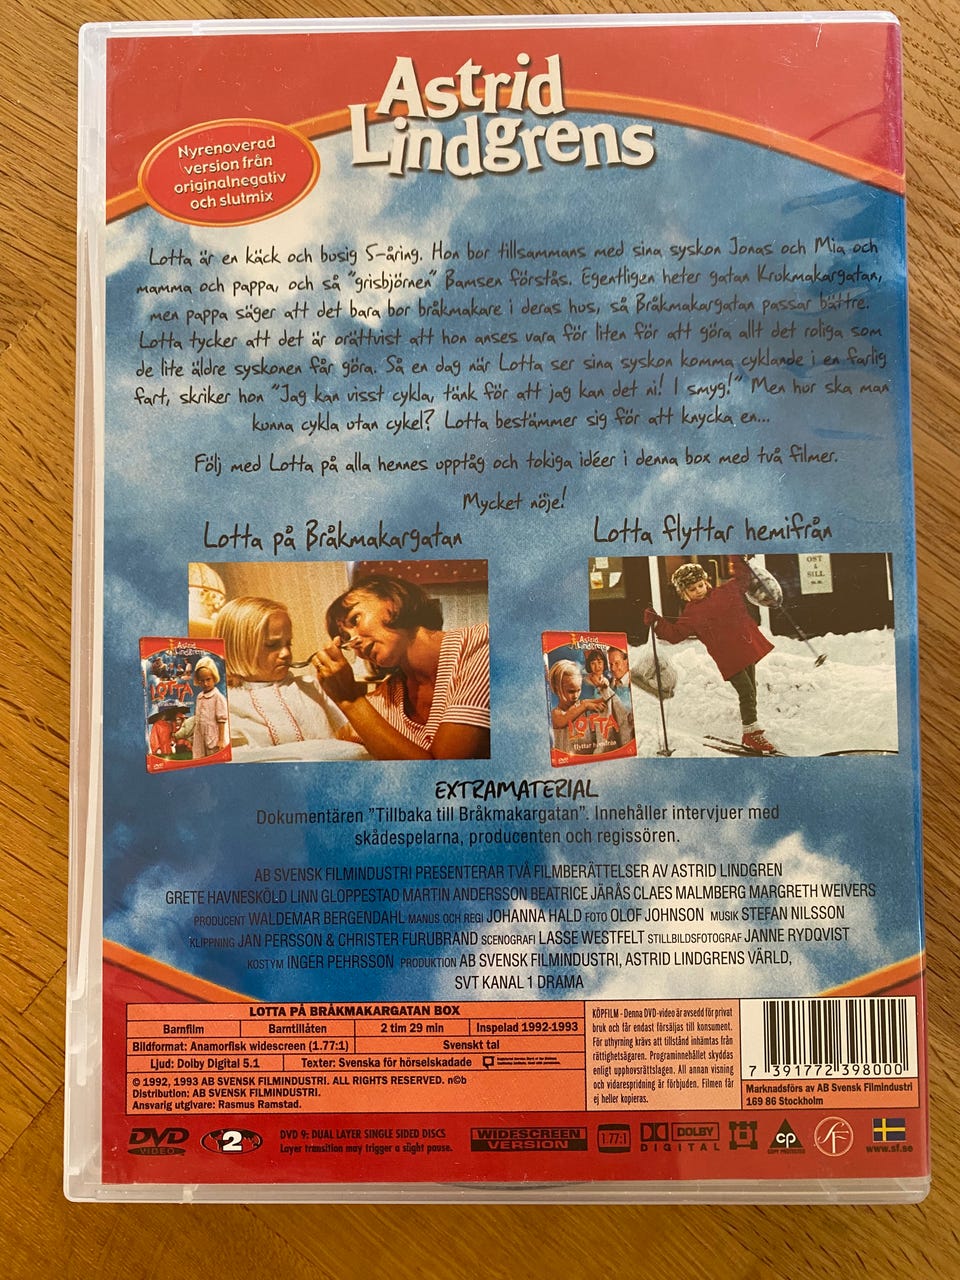 Astrid
Lindgrens
Nyrenoverad
version från
originalnegativ
och slutmix
Lotta är en käck och busig 5-åring. Hon bor tillsammans med sina syskon Jonas och Mia och
mamma och pappa, och så "grisbjörnen" Bamsen förstås. Egentligen heter gatan Krokmakargatan,
men pappa säger att det bara bor bråkmakare i deras hus, så Bråkmakargatan passar bättre.
Lotta tycker att det är orättvist att hon anses vara för liten för att göra allt det roliga som
de lite äldre syskonen får göra. Så en dag när Lotta ser sina syskon komma cyklande i en farlig
fart, skriker hon "Jag kan visst cykla, tänk för att jag kan det ni! I smyg!" Men hur ska man
kunna cykla utan cykel? Lotta bestämmer sig för att knycka en...
Följ med Lotta på alla hennes upptåg och tokiga idéer i denna box med två filmer.
Mycket nöje!
Lotta på Bråkmakargatan
Lotta flyttar hemifrån
OST
&
SILL
Astrid
Lindgrens
LOTTA
DVD
Astrid
Lindgrens
LOTTA
flyttar hemifrån
DVD
EXTRAMATERIAL
Dokumentären "Tillbaka till Bråkmakargatan". Innehåller intervjuer med
skådespelarna, producenten och regissören.
AB SVENSK FILMINDUSTRI PRESENTERAR TVÅ FILMBERÄTTELSER AV ASTRID LINDGREN
GRETE HAVNESKÖLD LINN GLOPPESTAD MARTIN ANDERSSON BEATRICE JÄRÅS CLAES MALMBERG MARGRETH WEIVERS
PRODUCENT WALDEMAR BERGENDAHL MANUS OCH REGI JOHANNA HALD FOTO OLOF JOHNSON MUSIK STEFAN NILSSON
KLIPPNING JAN PERSSON & CHRISTER FURUBRAND SCENOGRAFI LASSE WESTFELT STILLBILDSFOTOGRAF JANNE RYDQVIST
KOSTYM INGER PEHRSSON PRODUKTION AB SVENSK FILMINDUSTRI, ASTRID LINDGRENS VÄRLD,
SVT KANAL 1 DRAMA
LOTTA PÅ BRÅKMAKARGATAN BOX
Barnfilm Barntillåten 2 tim 29 min Inspelad 1992-1993
Bildformat: Anamorfisk widescreen (1.77:1) Svenskt tal
Ljud: Dolby Digital 5.1 Texter: Svenska för hörselskadade
© 1992, 1993 AB SVENSK FILMINDUSTRI. ALL RIGHTS RESERVED. n©b
Distribution: AB SVENSK FILMINDUSTRI.
Ansvarig utgivare: Rasmus Ramstad.
KÖPFILM - Denna DVD-video är avsedd för privat
bruk och får endast försäljas till konsument.
För uthyrning krävs att tillstånd inhämtas från
rättighetsägaren. Programinnehållet skyddas
enligt upphovsrättslagen. All annan visning
och vidarespridning är förbjuden. Filmen får
ej heller kopieras.
7 391772 398000
Marknadsförs av AB Svensk Filmindustri
169 86 Stockholm
DVD
VIDEO
2
DVD 9: DUAL LAYER SINGLE SIDED DISCS
Layer transition may trigger a slight pause.
WIDESCREEN
VERSION
1.77:1
DOLBY
DIGITAL
CP
COPY PROTECTED
SF
www.sf.se